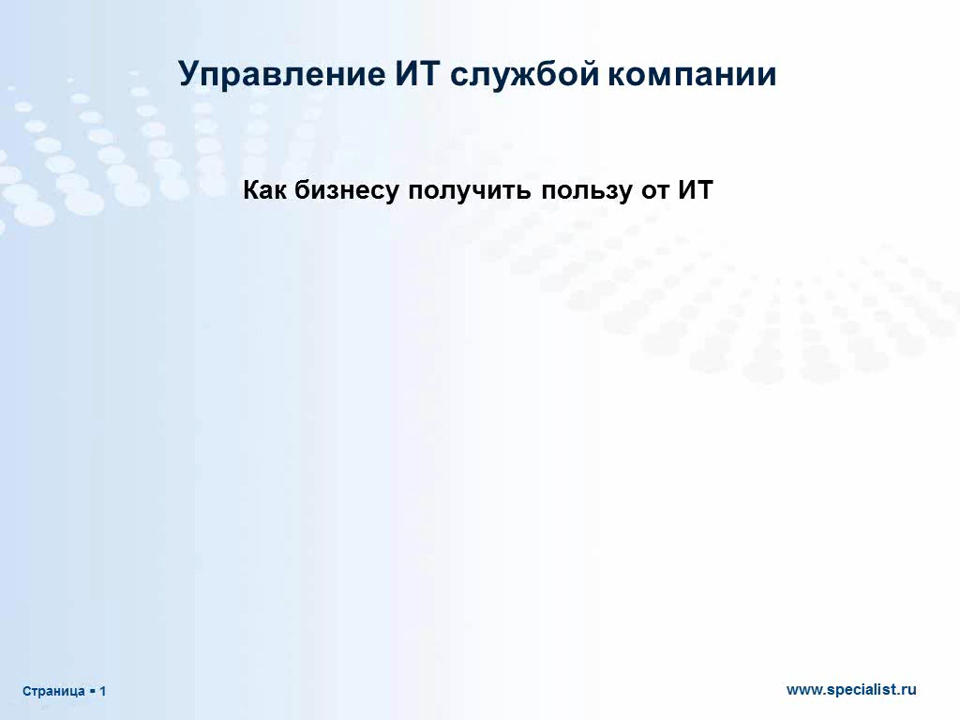 Управление ИТ службой компании
Как бизнесу получить пользу от ИТ
Страница ▪ 1
www.specialist.ru